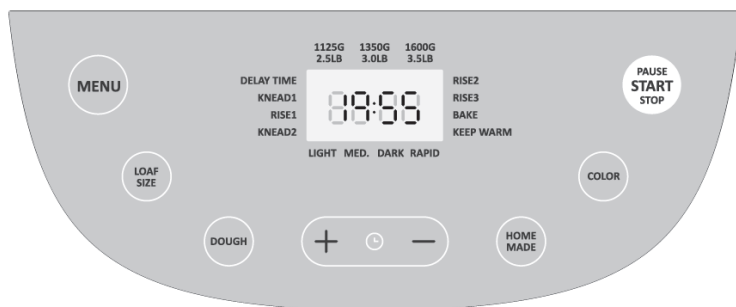 1125G 1350G 1600G
2.5LB 3.0LB 3.5LB
MENU
DELAY TIME
KNEAD1
RISE1
KNEAD2
19:55
RISE2
RISE3
BAKE
KEEP WARM
LIGHT MED. DARK RAPID
PAUSE
START
STOP
LOAF
SIZE
COLOR
DOUGH
+ −
HOME
MADE